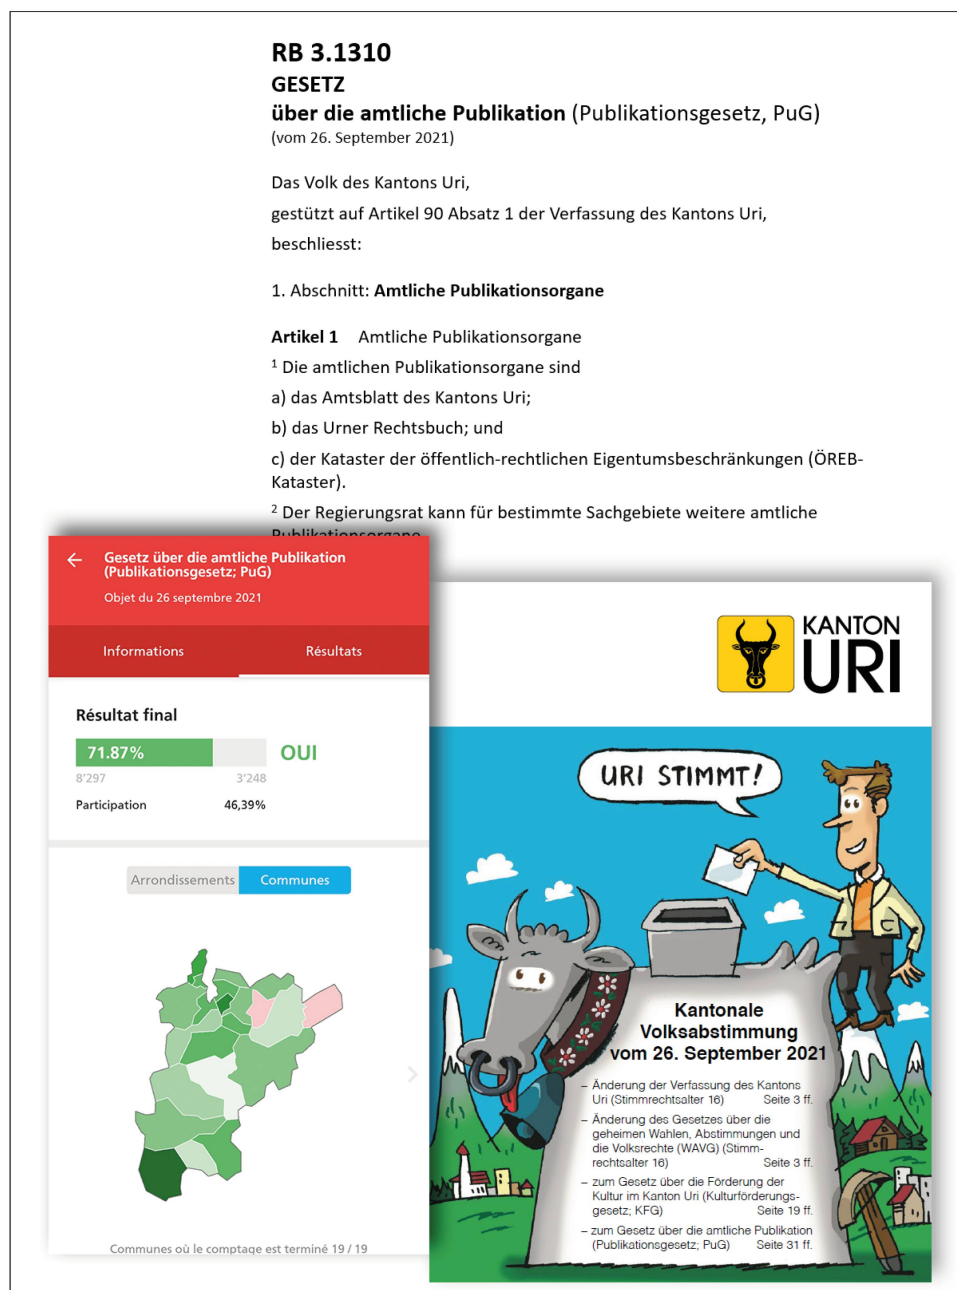 RB 3.1310
GESETZ
über die amtliche Publikation (Publikationsgesetz, PuG)
(vom 26. September 2021)
Das Volk des Kantons Uri,
gestützt auf Artikel 90 Absatz 1 der Verfassung des Kantons Uri,
beschliesst:
1. Abschnitt: Amtliche Publikationsorgane
Artikel 1 Amtliche Publikationsorgane
1 Die amtlichen Publikationsorgane sind
a) das Amtsblatt des Kantons Uri;
b) das Urner Rechtsbuch; und
c) der Kataster der öffentlich-rechtlichen Eigentumsbeschränkungen (ÖREB-
Kataster).
2 Der Regierungsrat kann für bestimmte Sachgebiete weitere amtliche
Publikationsorgane
Gesetz über die amtliche Publikation
(Publikationsgesetz; PuG)
Objet du 26 septembre 2021
Informations Résultats
Résultat final
71.87% OUI
8'297 3'248
Participation 46,39%
Arrondissements Communes
Communes où le comptage est terminé 19 / 19
KANTON
URI
URI STIMMT!
Kantonale
Volksabstimmung
vom 26. September 2021
– Änderung der Verfassung des Kantons
Uri (Stimmrechtsalter 16) Seite 3 ff.
– Änderung des Gesetzes über die
geheimen Wahlen, Abstimmungen und
die Volksrechte (WAVG) (Stimm-
rechtsalter 16) Seite 3 ff.
– zum Gesetz über die Förderung der
Kultur im Kanton Uri (Kulturförderungs-
gesetz; KFG) Seite 19 ff.
– zum Gesetz über die amtliche Publikation
(Publikationsgesetz; PuG) Seite 31 ff.